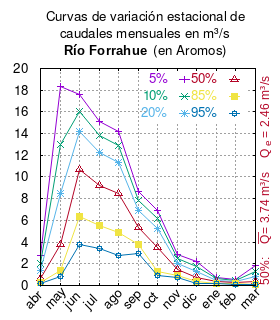 Curvas de variación estacional de
caudales mensuales en m³/s
Río Forrahue (en Aromos)
5% 50%
10% 85%
20% 95%
20
18
16
14
12
10
8
6
4
2
0
abr may jun jul ago sep oct nov dic ene feb mar
50%: Q= 3.74 m³/s Q e = 2.46 m³/s